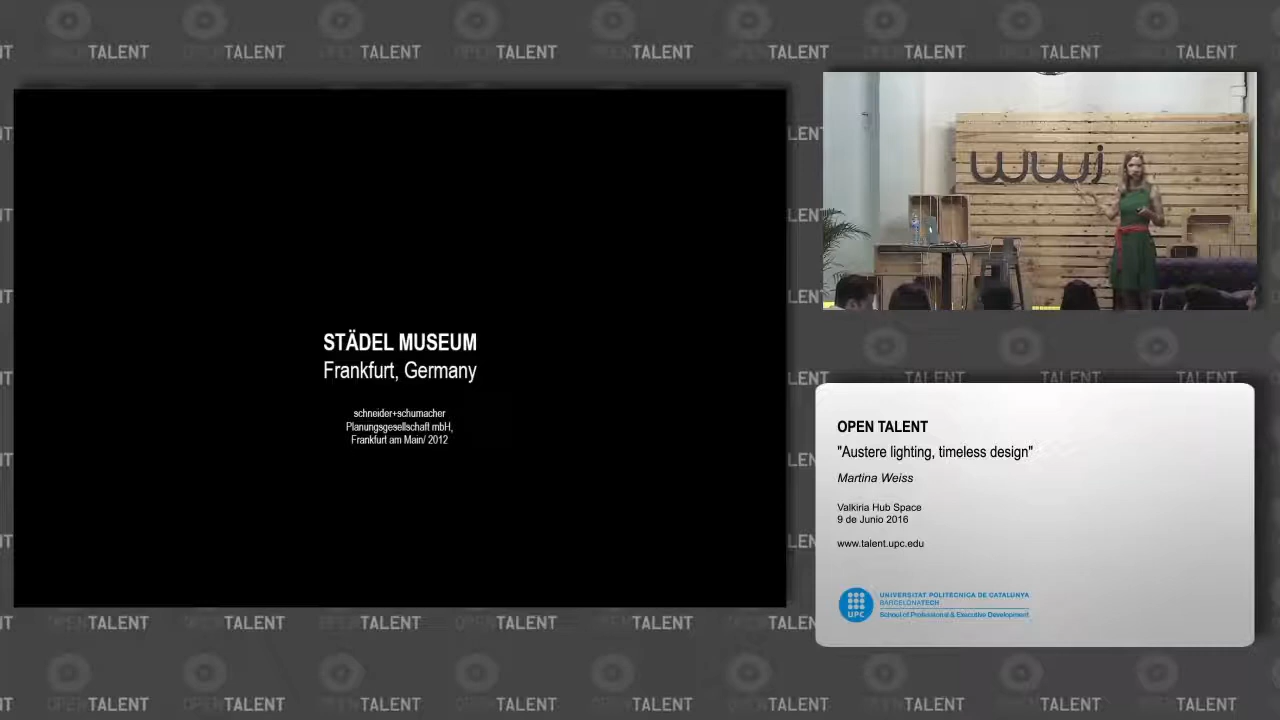 STÄDEL MUSEUM
Frankfurt, Germany
schneider+schumacher
Planungsgesellschaft mbH,
Frankfurt am Main/ 2012
wwj
OPEN TALENT
"Austere lighting, timeless design"
Martina Weiss
Valkiria Hub Space
9 de Junio 2016
www.talent.upc.edu
UPC
UNIVERSITAT POLITÈCNICA DE CATALUNYA
BARCELONATECH
School of Professional & Executive Development
OPEN TALENT